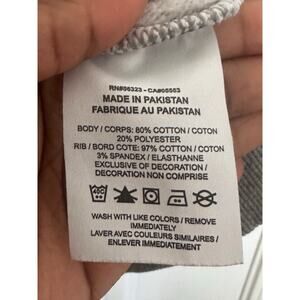 RN#56323 - CA#05553
MADE IN PAKISTAN
FABRIQUE AU PAKISTAN
BODY / CORPS: 80% COTTON / COTON
20% POLYESTER
RIB / BORD COTE: 97% COTTON / COTON
3% SPANDEX / ELASTHANNE
EXCLUSIVE OF DECORATION /
DECORATION NON COMPRISE
WASH WITH LIKE COLORS / REMOVE
IMMEDIATELY
LAVER AVEC COULEURS SIMILAIRES /
ENLEVER IMMEDIATEMENT